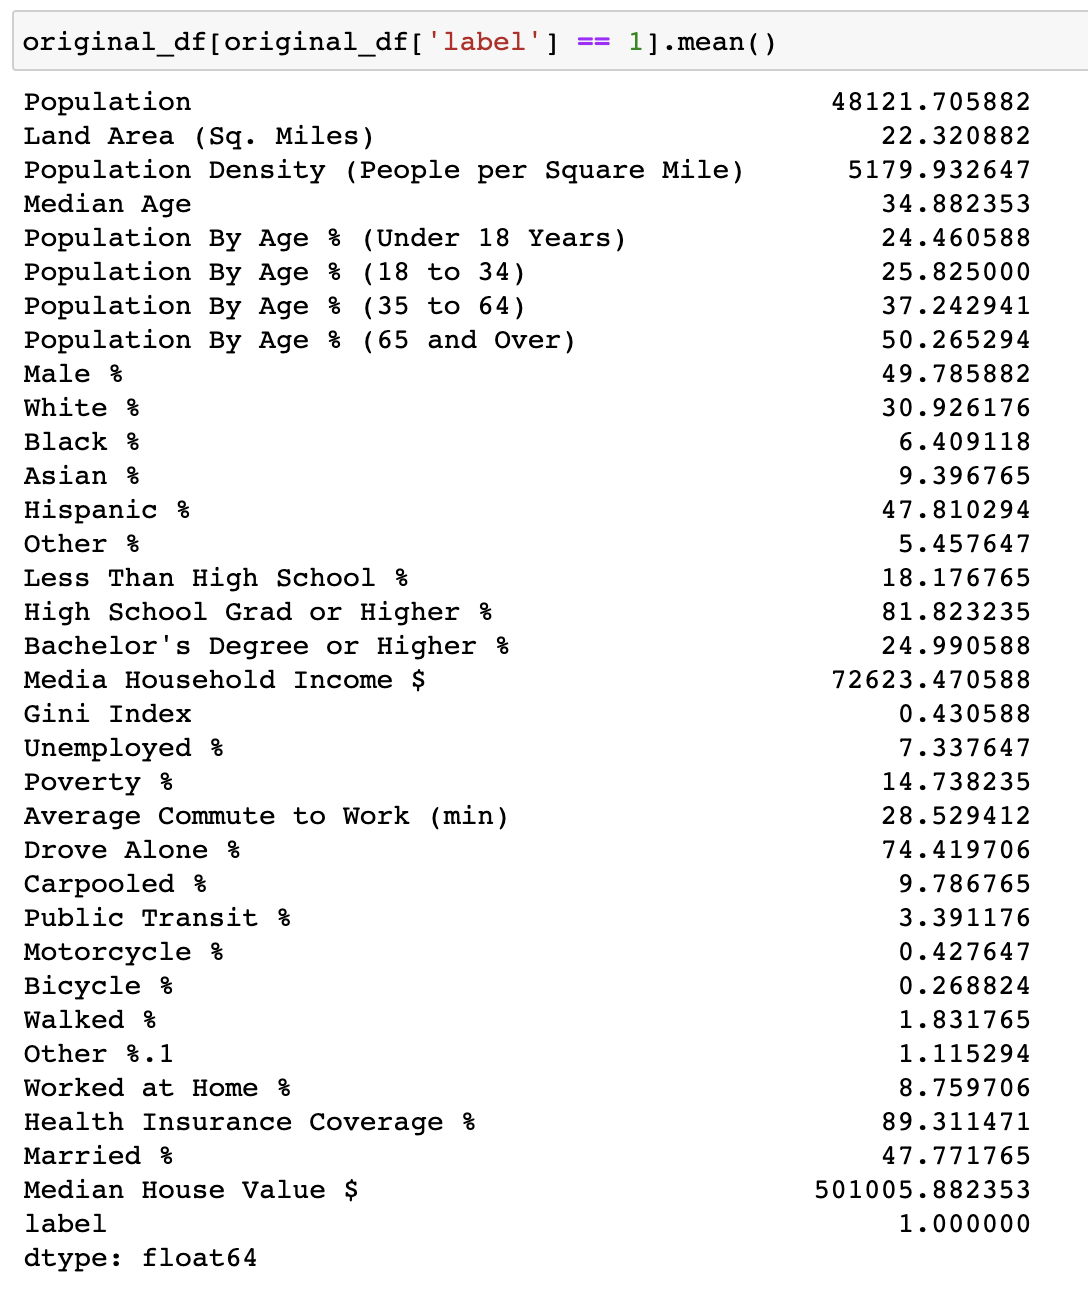 original_df[original_df['label'] == 1].mean()
Population 48121.705882
Land Area (Sq. Miles) 22.320882
Population Density (People per Square Mile) 5179.932647
Median Age 34.882353
Population By Age % (Under 18 Years) 24.460588
Population By Age % (18 to 34) 25.825000
Population By Age % (35 to 64) 37.242941
Population By Age % (65 and Over) 50.265294
Male % 49.785882
White % 30.926176
Black % 6.409118
Asian % 9.396765
Hispanic % 47.810294
Other % 5.457647
Less Than High School % 18.176765
High School Grad or Higher % 81.823235
Bachelor's Degree or Higher % 24.990588
Media Household Income $ 72623.470588
Gini Index 0.430588
Unemployed % 7.337647
Poverty % 14.738235
Average Commute to Work (min) 28.529412
Drove Alone % 74.419706
Carpooled % 9.786765
Public Transit % 3.391176
Motorcycle % 0.427647
Bicycle % 0.268824
Walked % 1.831765
Other %.1 1.115294
Worked at Home % 8.759706
Health Insurance Coverage % 89.311471
Married % 47.771765
Median House Value $ 501005.882353
label 1.000000
dtype: float64